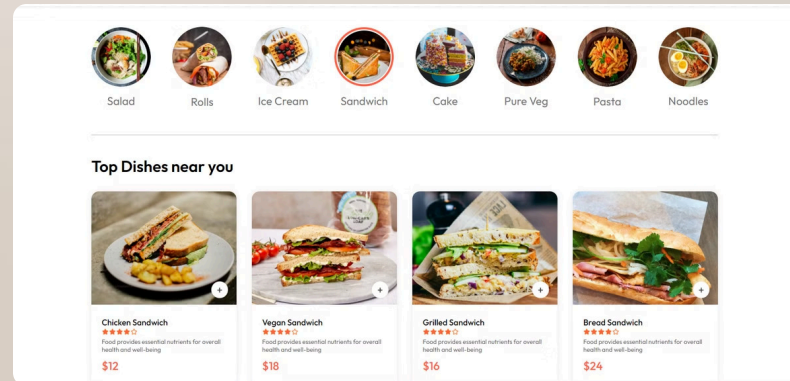 Salad
Rolls
Ice Cream
Sandwich
Cake
Pure Veg
Pasta
Noodles
Top Dishes near you
Chicken Sandwich
Food provides essential nutrients for overall
health and well-being
$12
Vegan Sandwich
Food provides essential nutrients for overall
health and well-being
$18
Grilled Sandwich
Food provides essential nutrients for overall
health and well-being
$16
Bread Sandwich
Food provides essential nutrients for overall
health and well-being
$24